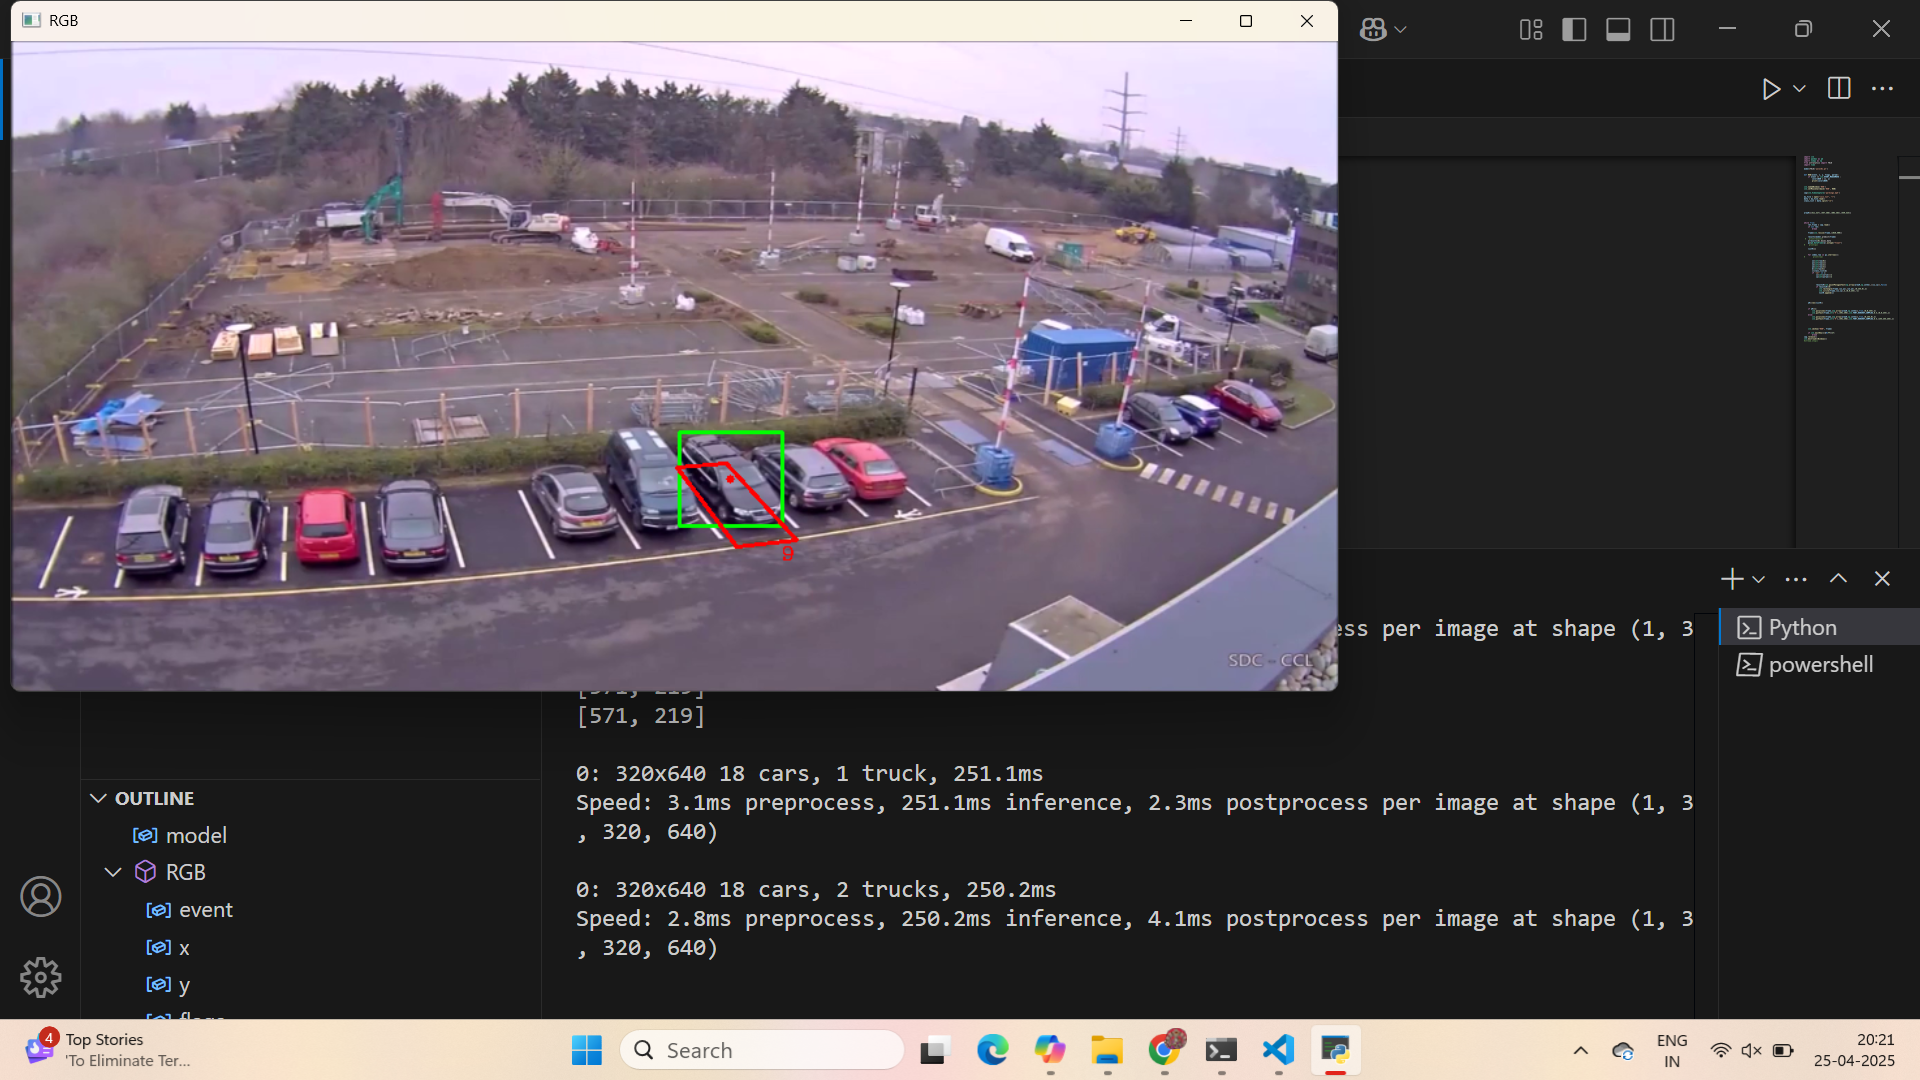 RGB
9
SDC - CCL
ess per image at shape (1, 3
[571, 219]
[571, 219]
0: 320x640 18 cars, 1 truck, 251.1ms
Speed: 3.1ms preprocess, 251.1ms inference, 2.3ms postprocess per image at shape (1, 3
, 320, 640)
0: 320x640 18 cars, 2 trucks, 250.2ms
Speed: 2.8ms preprocess, 250.2ms inference, 4.1ms postprocess per image at shape (1, 3
, 320, 640)
Python
powershell
OUTLINE
model
RGB
event
x
y
flags
4
Top Stories
'To Eliminate Ter...
Search
ENG
IN
20:21
25-04-2025